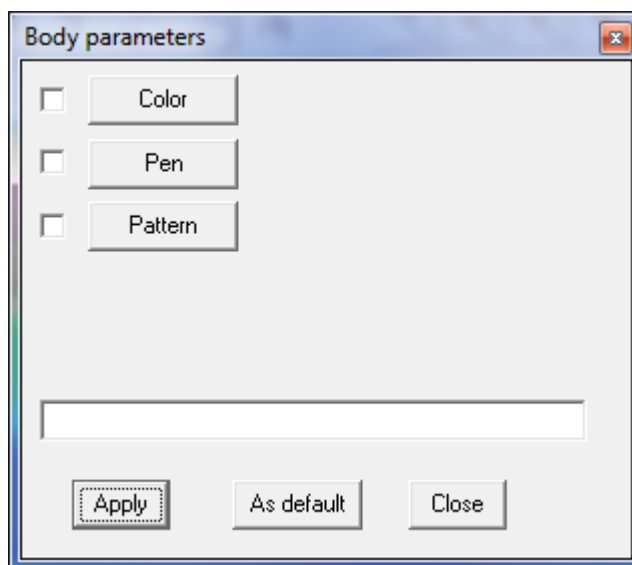 Body parameters
Color
Pen
Pattern
Apply As default Close